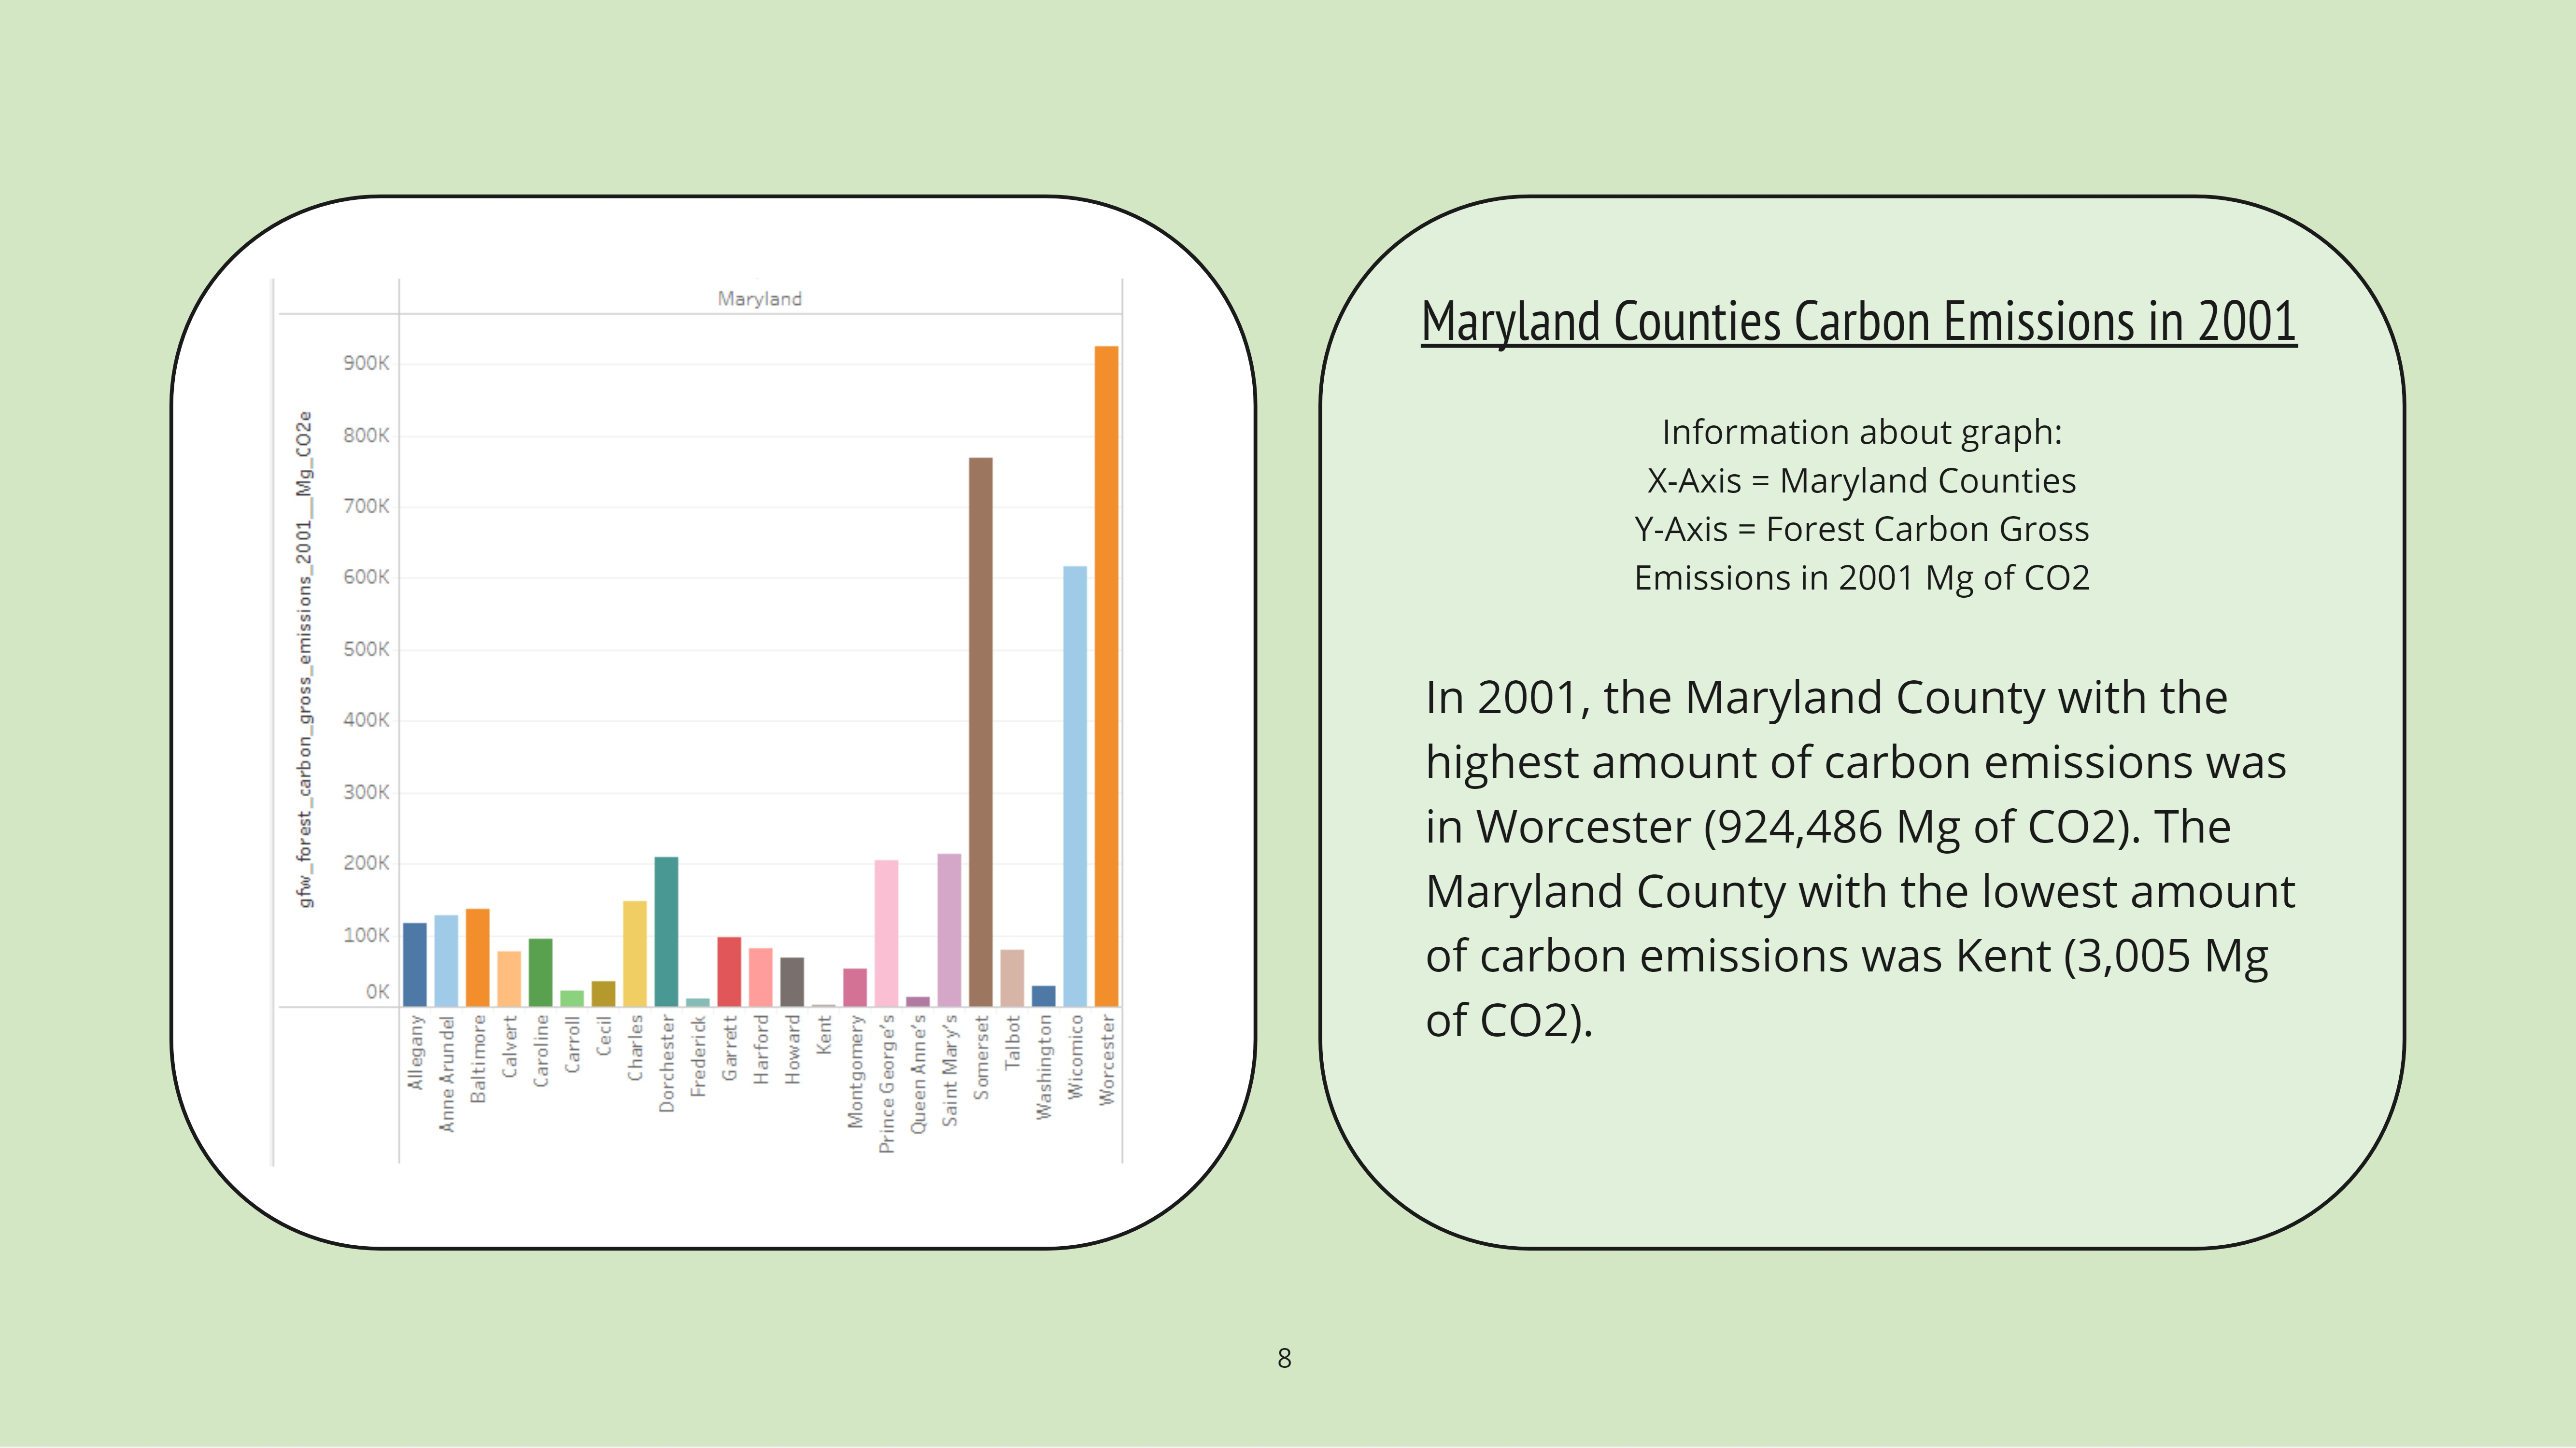 Maryland
900K
800K
700K
600K
500K
400K
300K
200K
100K
0K
gfw_forest_carbon_gross_emissions_2001__Mg_CO2e
Allegany
Anne Arundel
Baltimore
Calvert
Caroline
Carroll
Cecil
Charles
Dorchester
Frederick
Garrett
Harford
Howard
Kent
Montgomery
Prince George's
Queen Anne's
Saint Mary's
Somerset
Talbot
Washington
Wicomico
Worcester
Maryland Counties Carbon Emissions in 2001
Information about graph:
X-Axis = Maryland Counties
Y-Axis = Forest Carbon Gross
Emissions in 2001 Mg of CO2
In 2001, the Maryland County with the
highest amount of carbon emissions was
in Worcester (924,486 Mg of CO2). The
Maryland County with the lowest amount
of carbon emissions was Kent (3,005 Mg
of CO2).
8